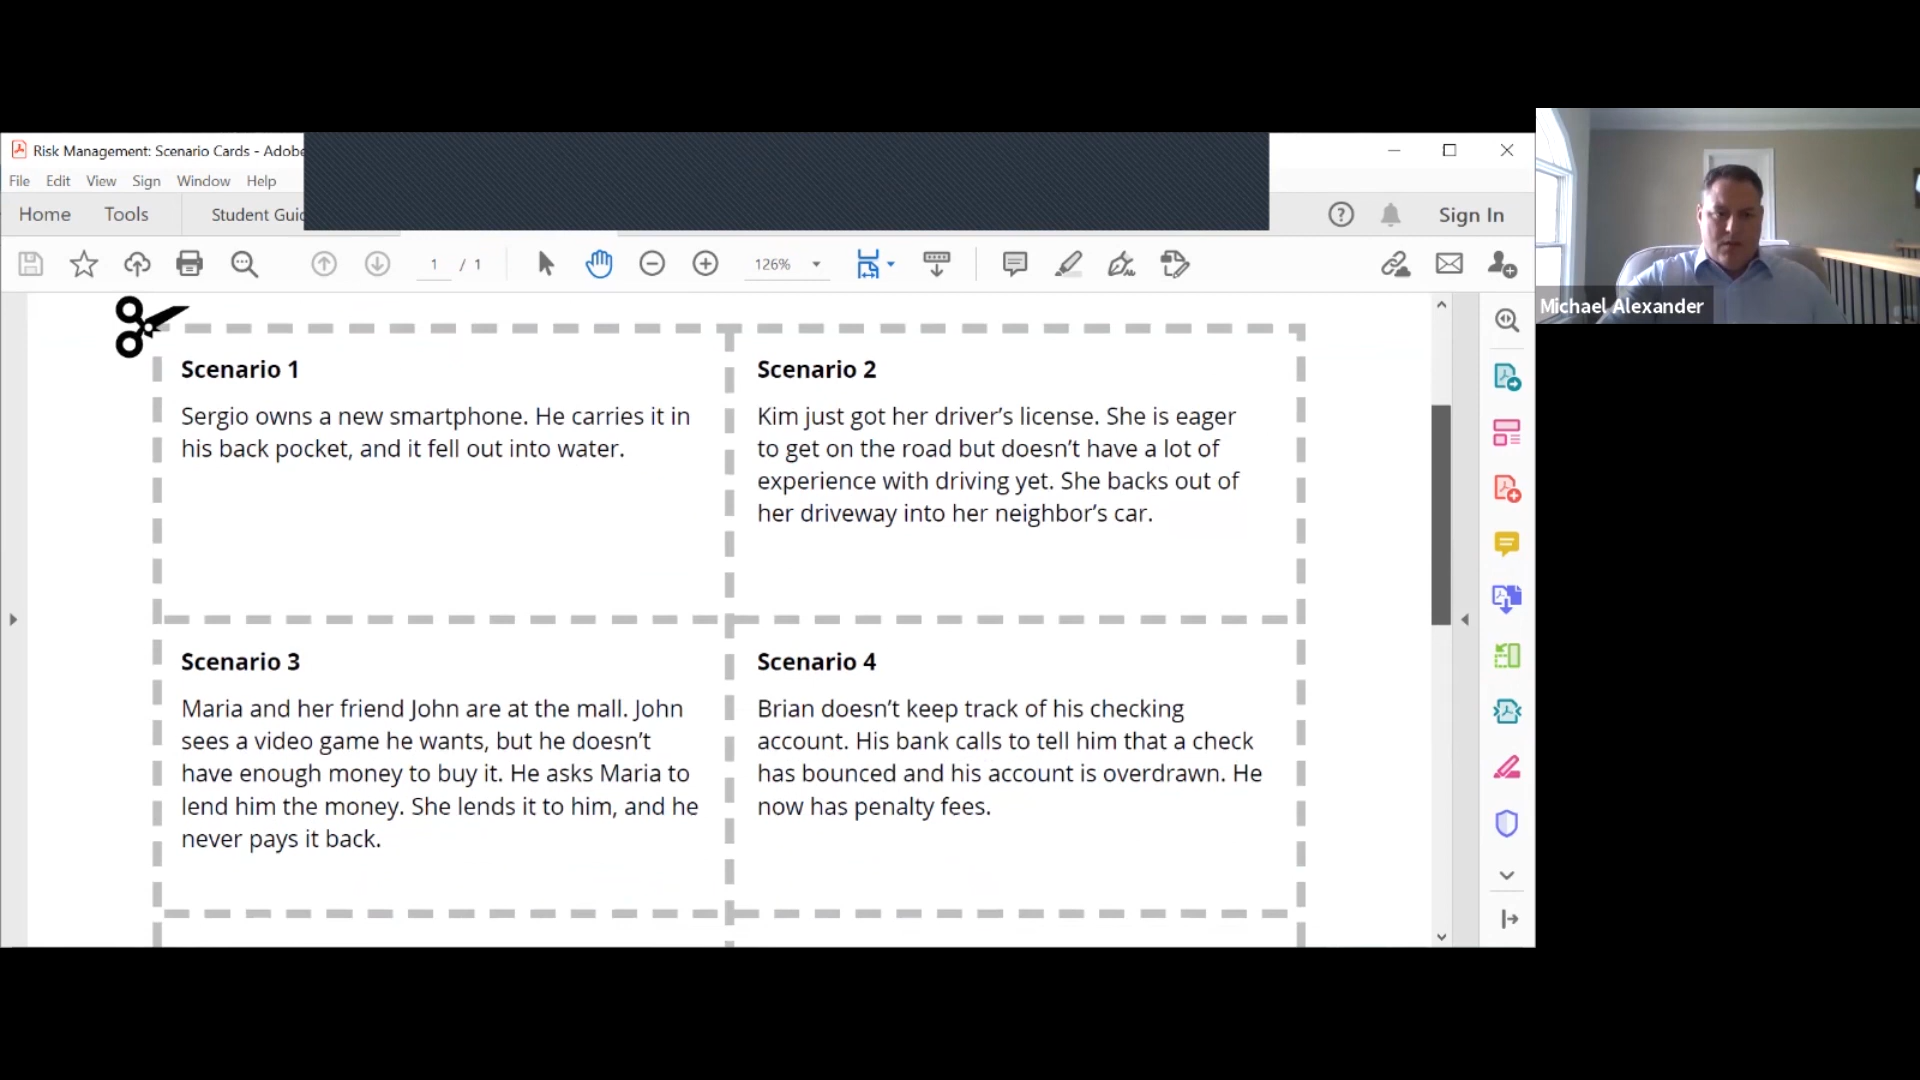 Risk Management: Scenario Cards - Adobe
File Edit View Sign Window Help
Home Tools Student Guid
Sign In
1 / 1
126%
Scenario 1
Sergio owns a new smartphone. He carries it in
his back pocket, and it fell out into water.
Scenario 2
Kim just got her driver’s license. She is eager
to get on the road but doesn’t have a lot of
experience with driving yet. She backs out of
her driveway into her neighbor’s car.
Scenario 3
Maria and her friend John are at the mall. John
sees a video game he wants, but he doesn’t
have enough money to buy it. He asks Maria to
lend him the money. She lends it to him, and he
never pays it back.
Scenario 4
Brian doesn’t keep track of his checking
account. His bank calls to tell him that a check
has bounced and his account is overdrawn. He
now has penalty fees.
Michael Alexander